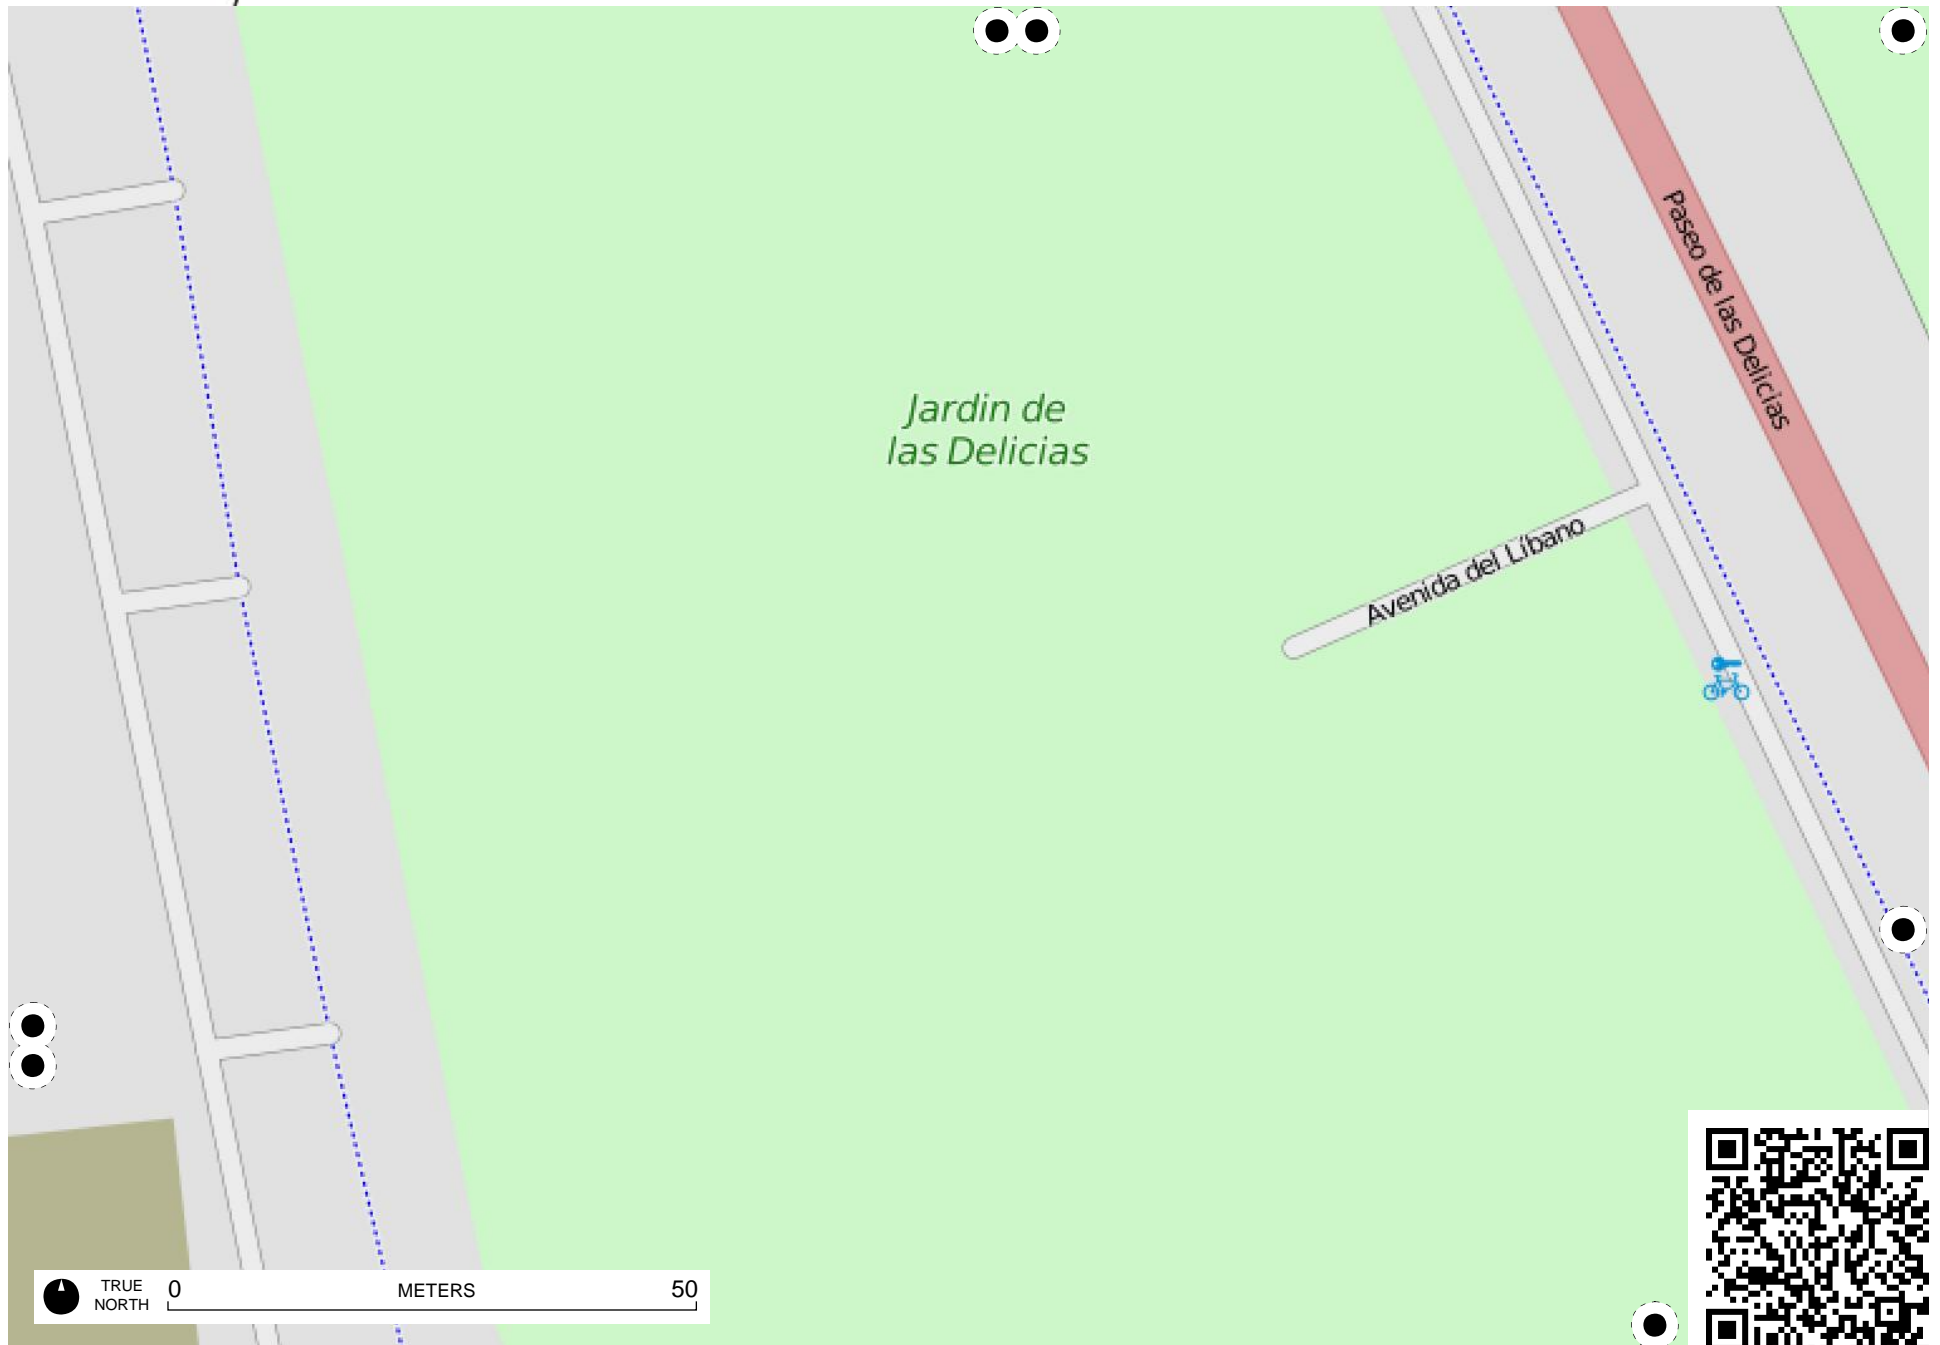 Paseo de las Delicias
Jardin de
las Delicias
Avenida del Líbano
TRUE
NORTH
0 METERS 50